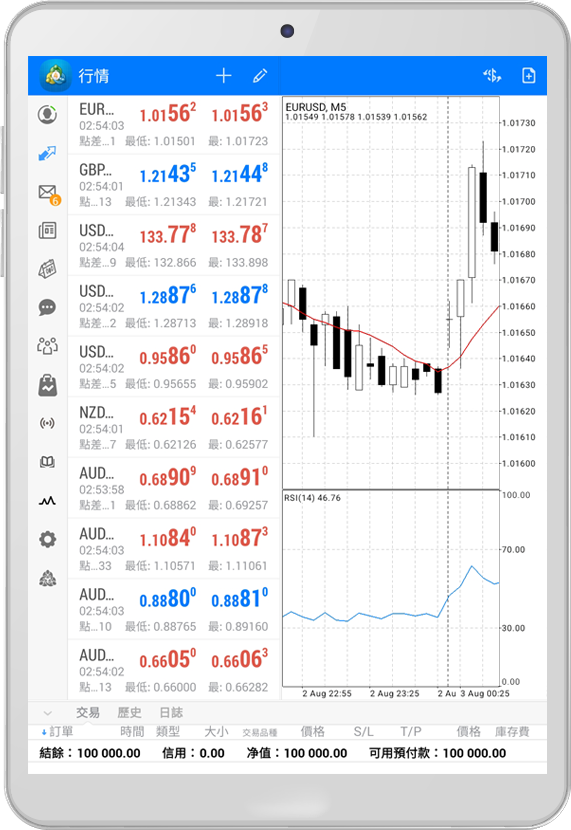 行情
EUR...
02:54:03
點差...1 最低: 1.01501 最: 1.01723
1.01562 1.01563
GBP...
02:54:01
點...13 最低: 1.21343 最: 1.21721
1.21435 1.21448
USD...
02:54:04
點差...9 最低: 132.866 最: 133.898
133.778 133.787
USD...
02:54:02
點差...2 最低: 1.28713 最: 1.28918
1.28876 1.28878
USD...
02:54:02
點差...5 最低: 0.95655 最: 0.95902
0.95860 0.95865
NZD...
02:54:01
點差...7 最低: 0.62126 最: 0.62577
0.62154 0.62161
AUD...
02:53:58
點差...1 最低: 0.68862 最: 0.69257
0.68909 0.68910
AUD...
02:54:03
點...33 最低: 1.10571 最: 1.11061
1.10840 1.10873
AUD...
02:54:03
點...10 最低: 0.88765 最: 0.89160
0.88800 0.88810
AUD...
02:54:02
點...13 最低: 0.66000 最: 0.66282
0.66050 0.66063
6
EURUSD, M5
1.01549 1.01578 1.01539 1.01562
1.01730
1.01720
1.01710
1.01700
1.01690
1.01680
1.01670
1.01660
1.01650
1.01640
1.01630
1.01620
1.01610
1.01600
RSI(14) 46.76
100.00
70.00
30.00
0.00
2 Aug 22:55 2 Aug 23:25 2 Au 3 Aug 00:25
交易 歷史 日誌
訂單 時間 類型 大小 交易品種 價格 S/L T/P 價格 庫存費
結餘：100 000.00 信用：0.00 净值：100 000.00 可用預付款：100 000.00